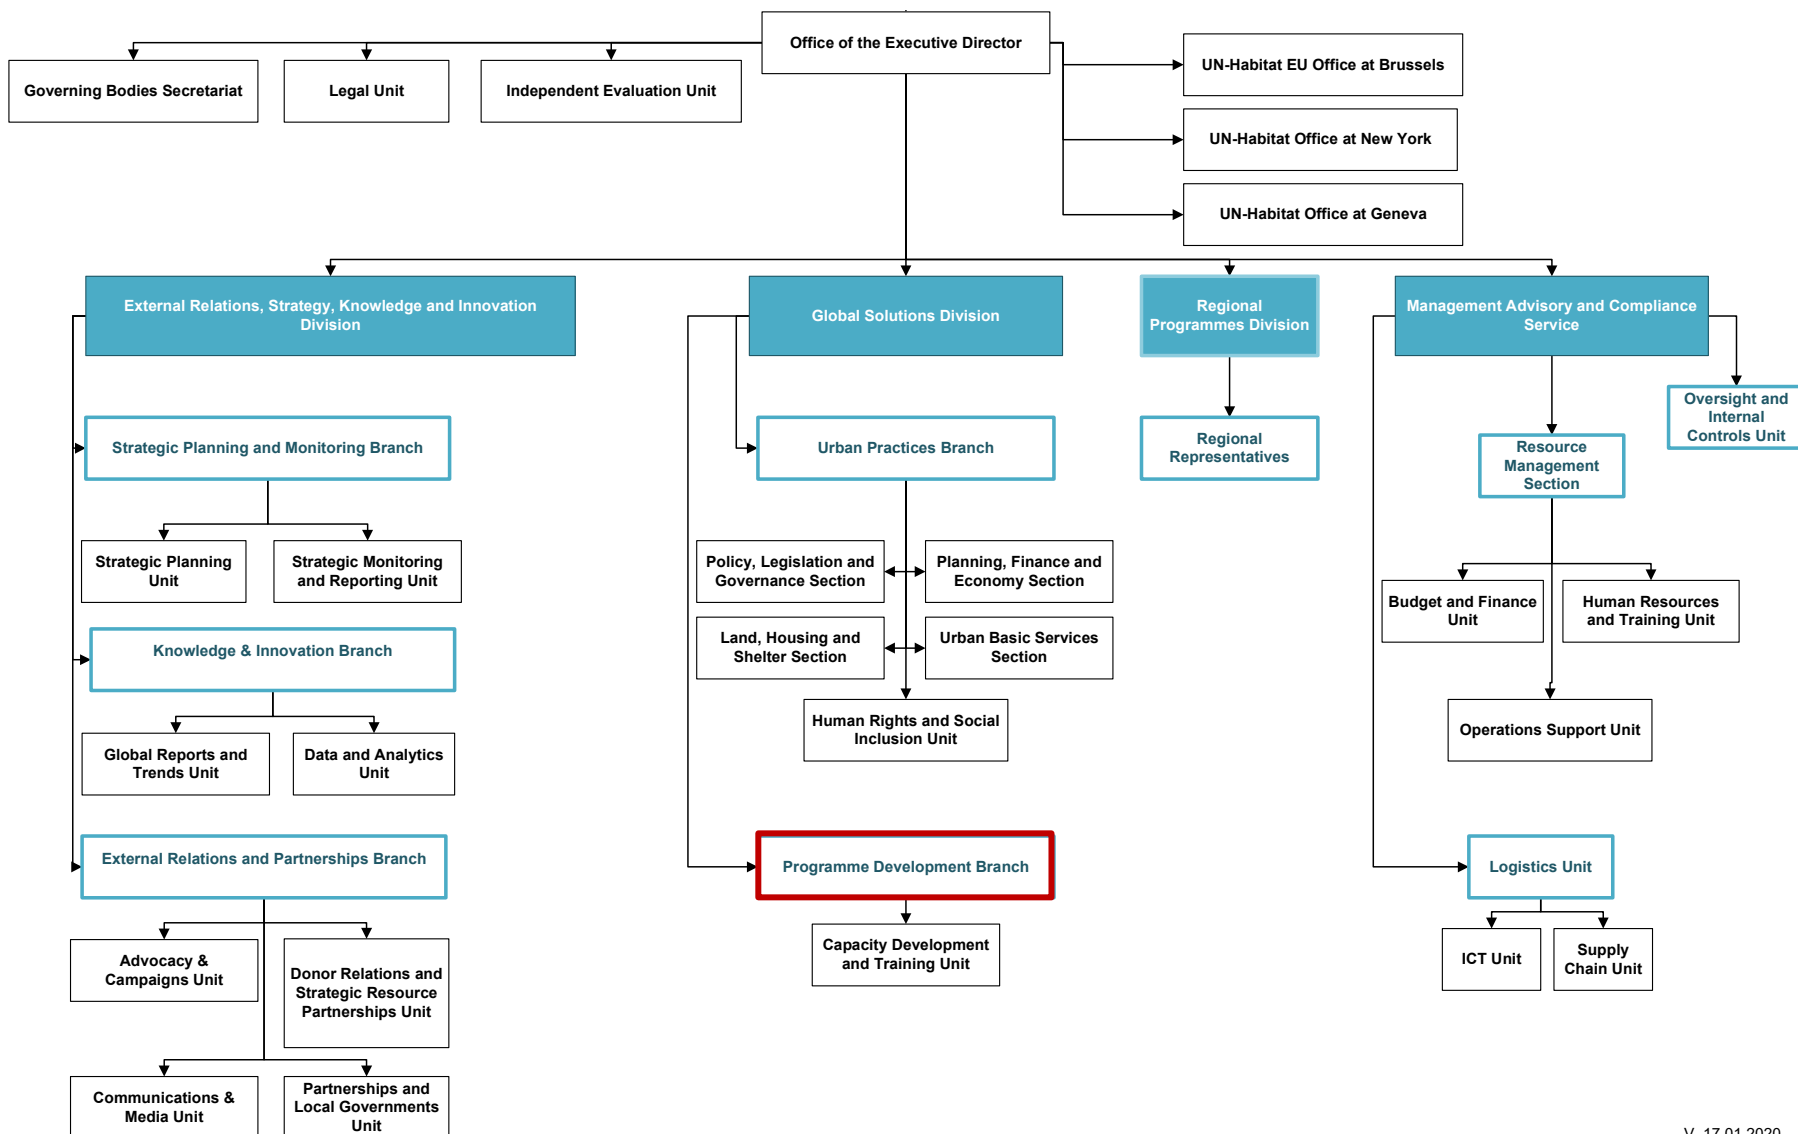 Office of the Executive Director
Governing Bodies Secretariat
Legal Unit
Independent Evaluation Unit
UN-Habitat EU Office at Brussels
UN-Habitat Office at New York
UN-Habitat Office at Geneva
External Relations, Strategy, Knowledge and Innovation
Division
Global Solutions Division
Regional
Programmes Division
Management Advisory and Compliance
Service
Oversight and
Internal
Controls Unit
Strategic Planning and Monitoring Branch
Urban Practices Branch
Regional
Representatives
Resource
Management
Section
Strategic Planning
Unit
Strategic Monitoring
and Reporting Unit
Policy, Legislation and
Governance Section
Planning, Finance and
Economy Section
Budget and Finance
Unit
Human Resources
and Training Unit
Knowledge & Innovation Branch
Land, Housing and
Shelter Section
Urban Basic Services
Section
Global Reports and
Trends Unit
Data and Analytics
Unit
Human Rights and Social
Inclusion Unit
Operations Support Unit
External Relations and Partnerships Branch
Programme Development Branch
Logistics Unit
Advocacy &
Campaigns Unit
Donor Relations and
Strategic Resource
Partnerships Unit
Capacity Development
and Training Unit
ICT Unit
Supply
Chain Unit
Communications &
Media Unit
Partnerships and
Local Governments
Unit
V. 17.01.2020